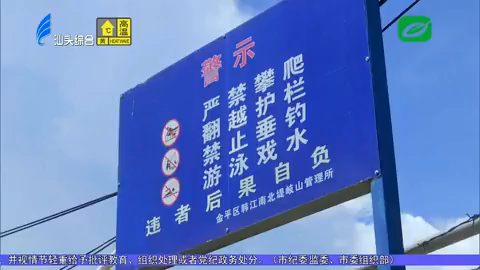 汕头综合
高温
℃
黄 HEAT WAVE
警示
严禁攀爬
翻越护栏
禁止垂钓
游泳戏水
违者后果自负
金平区韩江南北堤岐山管理所
，并视情节轻重给予批评教育、组织处理或者党纪政务处分。（市纪委监委、市委组织部）